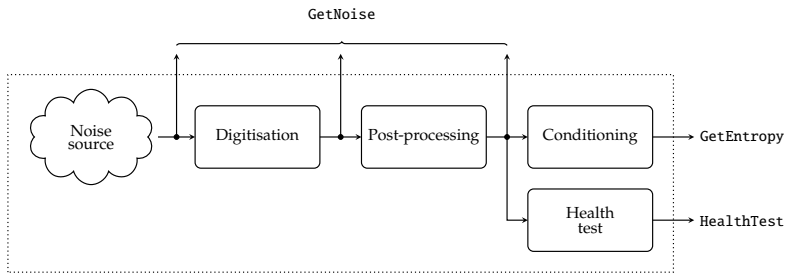 GetNoise
Noise
source
Digitisation
Post-processing
Conditioning
GetEntropy
Health
test
HealthTest